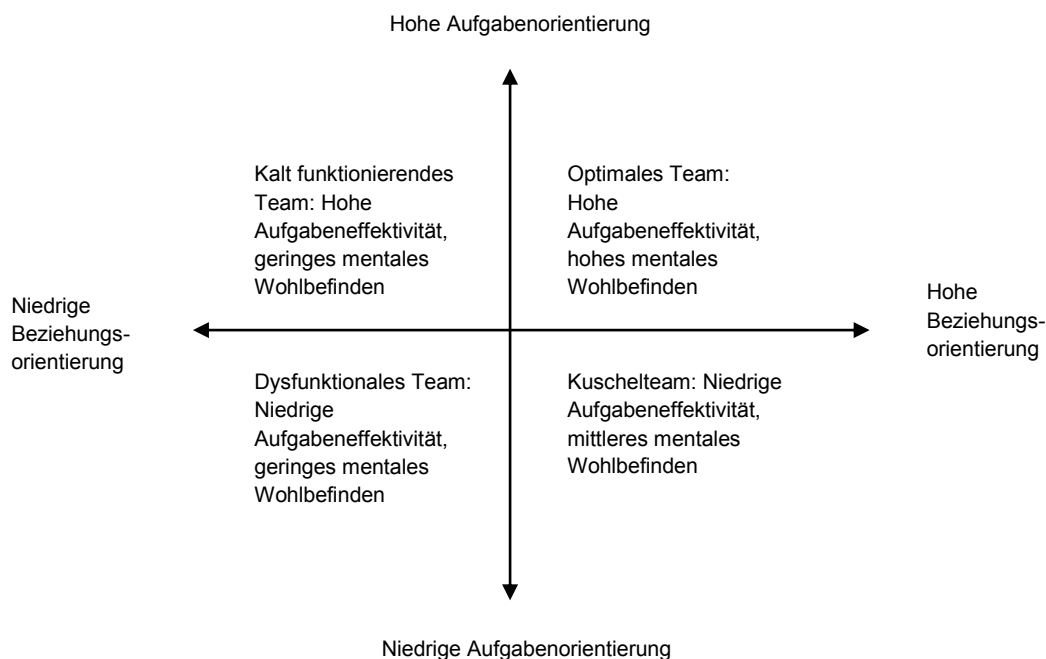 Hohe Aufgabenorientierung
Kalt funktionierendes
Team: Hohe
Aufgabeneffektivität,
geringes mentales
Wohlbefinden
Optimales Team:
Hohe
Aufgabeneffektivität,
hohes mentales
Wohlbefinden
Niedrige
Beziehungs-
orientierung
Hohe
Beziehungs-
orientierung
Dysfunktionales Team:
Niedrige
Aufgabeneffektivität,
geringes mentales
Wohlbefinden
Kuschelteam: Niedrige
Aufgabeneffektivität,
mittleres mentales
Wohlbefinden
Niedrige Aufgabenorientierung